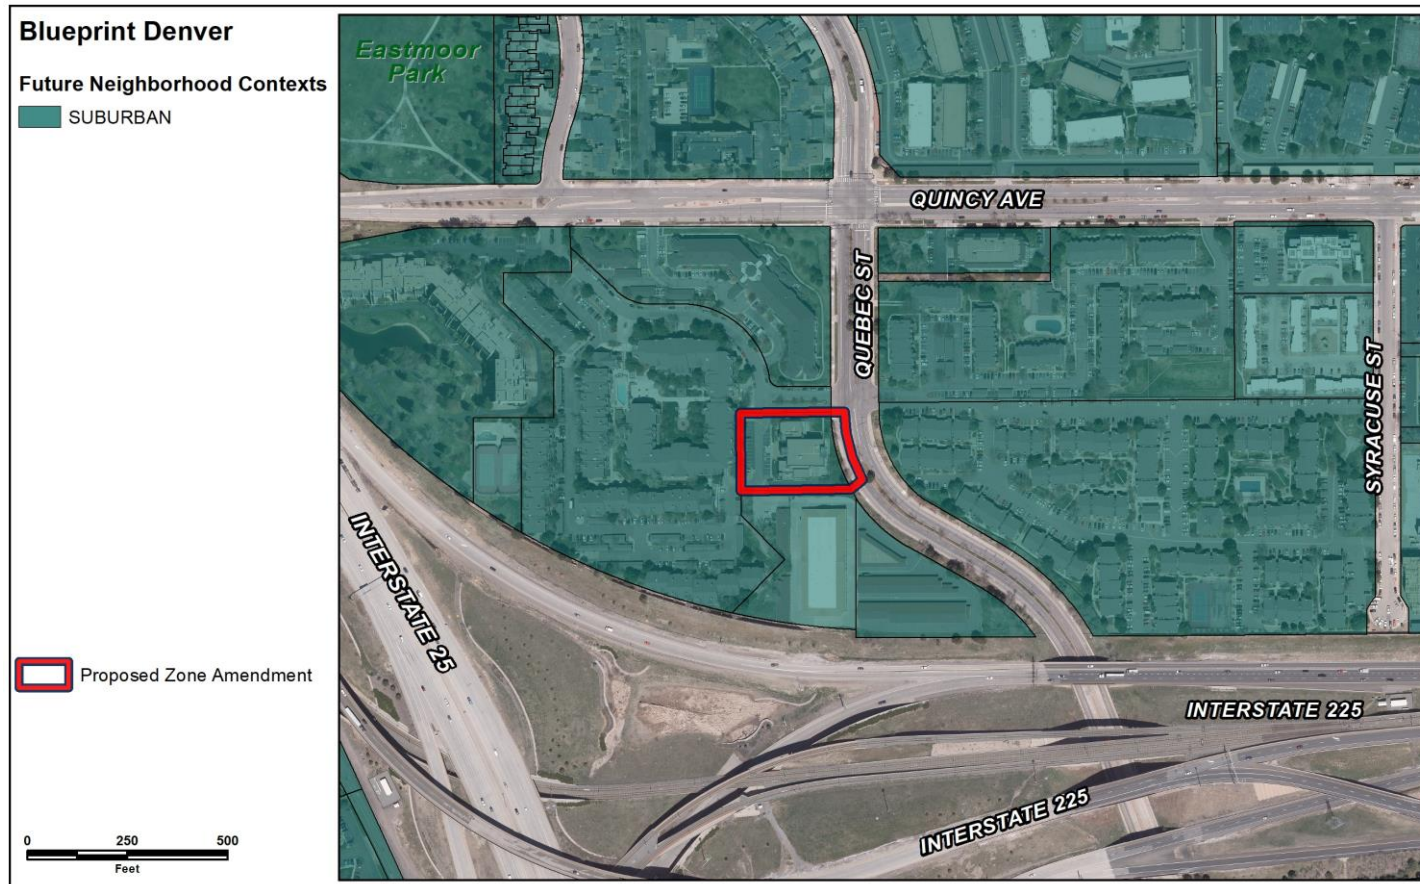 Blueprint Denver
Future Neighborhood Contexts
SUBURBAN
Proposed Zone Amendment
0 250 500
Feet
Eastmoor
Park
QUINCY AVE
QUEBEC ST
SYRACUSE ST
INTERSTATE 25
INTERSTATE 225
INTERSTATE 225